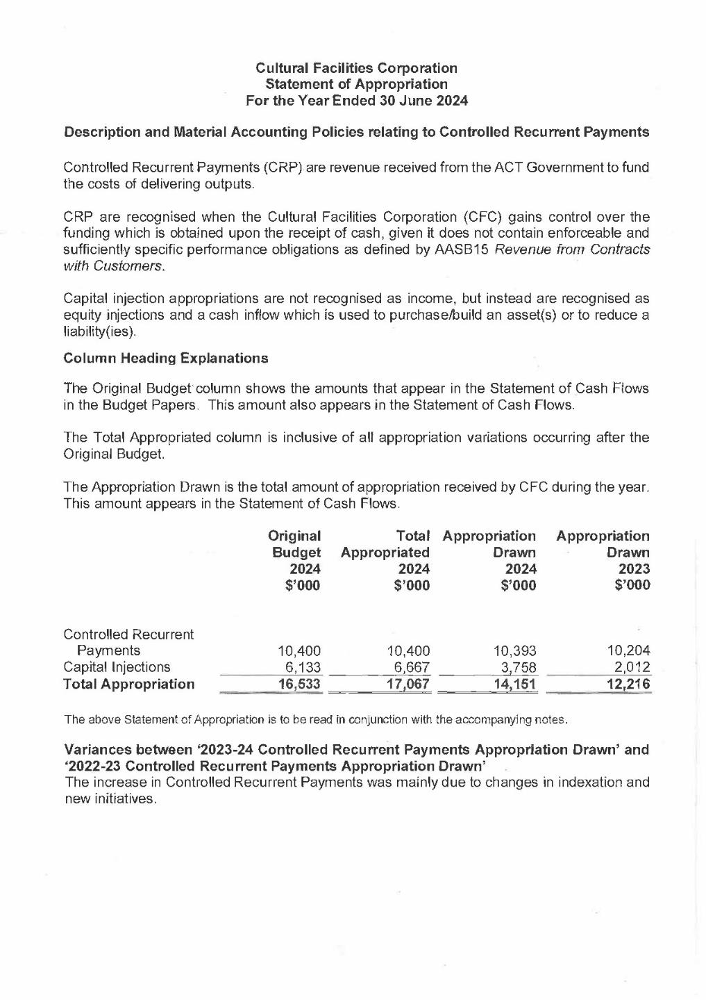 Cultural Facilities Corporation
Statement of Appropriation
For the Year Ended 30 June 2024
Description and Material Accounting Policies relating to Controlled Recurrent Payments
Controlled Recurrent Payments (CRP) are revenue received from the ACT Government to fund
the costs of delivering outputs.
CRP are recognised when the Cultural Facilities Corporation (CFC) gains control over the
funding which is obtained upon the receipt of cash, given it does not contain enforceable and
sufficiently specific performance obligations as defined by AASB15 Revenue from Contracts
with Customers.
Capital injection appropriations are not recognised as income, but instead are recognised as
equity injections and a cash inflow which is used to purchase/build an asset(s) or to reduce a
liability(ies).
Column Heading Explanations
The Original Budget column shows the amounts that appear in the Statement of Cash Flows
in the Budget Papers. This amount also appears in the Statement of Cash Flows.
The Total Appropriated column is inclusive of all appropriation variations occurring after the
Original Budget.
The Appropriation Drawn is the total amount of appropriation received by CFC during the year.
This amount appears in the Statement of Cash Flows.
Original Total Appropriation Appropriation
Budget Appropriated Drawn Drawn
2024 2024 2024 2023
$'000 $'000 $'000 $'000
Controlled Recurrent
Payments 10,400 10,400 10,393 10,204
Capital Injections 6,133 6,667 3,758 2,012
Total Appropriation 16,533 17,067 14,151 12,216
The above Statement of Appropriation is to be read in conjunction with the accompanying notes.
Variances between '2023-24 Controlled Recurrent Payments Appropriation Drawn' and
'2022-23 Controlled Recurrent Payments Appropriation Drawn'
The increase in Controlled Recurrent Payments was mainly due to changes in indexation and
new initiatives.